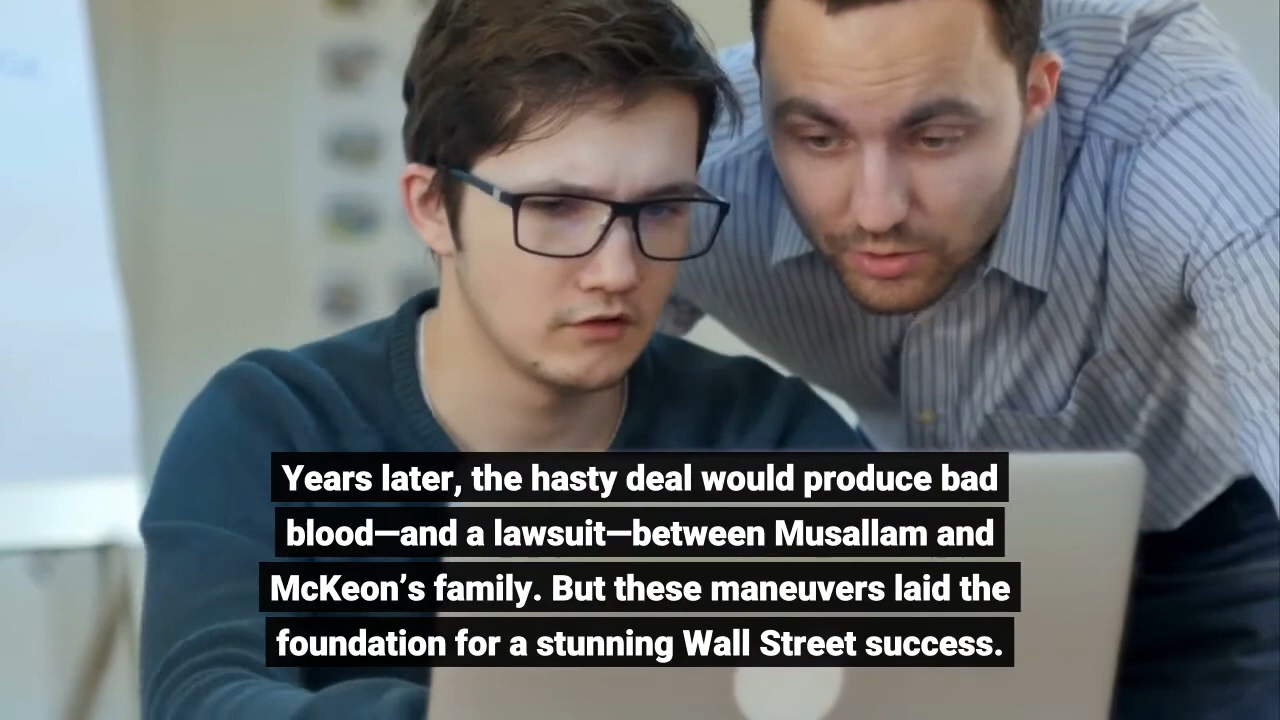 Years later, the hasty deal would produce bad
blood—and a lawsuit—between Musallam and
McKeon’s family. But these maneuvers laid the
foundation for a stunning Wall Street success.